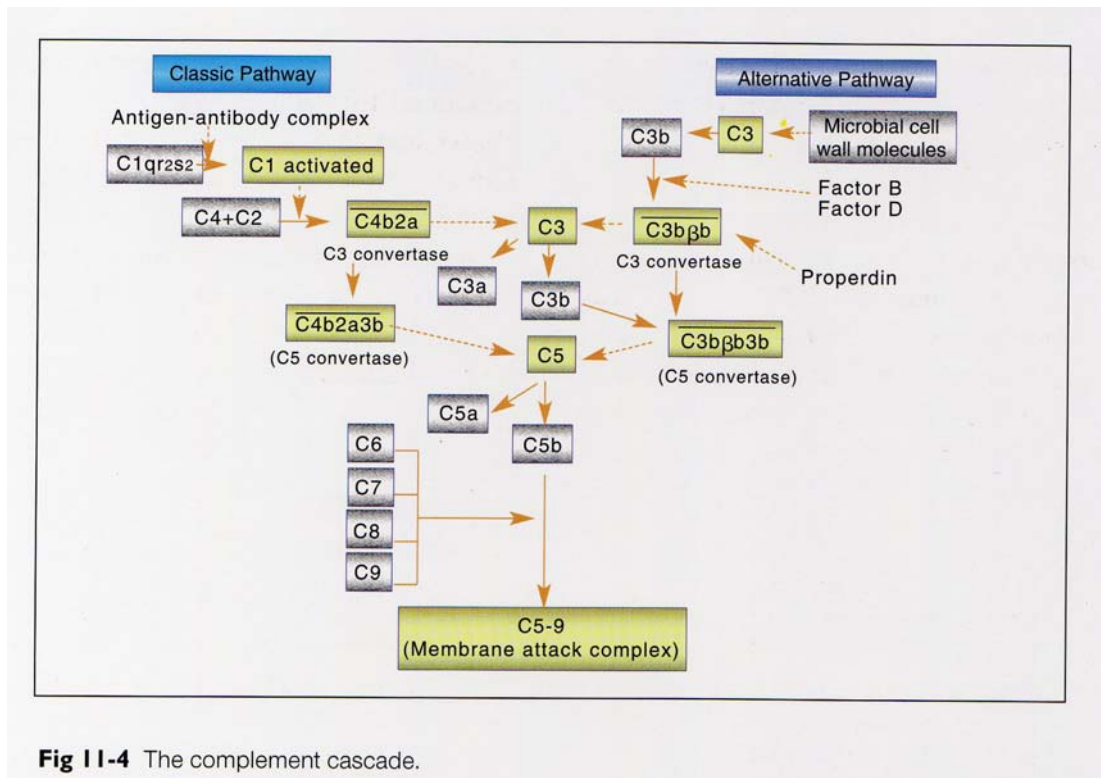 Classic Pathway
Alternative Pathway
Antigen-antibody complex
C1qr2s2
C1 activated
C3b
C3
Microbial cell
wall molecules
Factor B
Factor D
C4+C2
C4b2a
C3 convertase
C3
C3bβb
C3 convertase
Properdin
C3a
C3b
C4b2a3b
(C5 convertase)
C5
C3bβb3b
(C5 convertase)
C5a
C5b
C6
C7
C8
C9
C5-9
(Membrane attack complex)
Fig 11-4 The complement cascade.